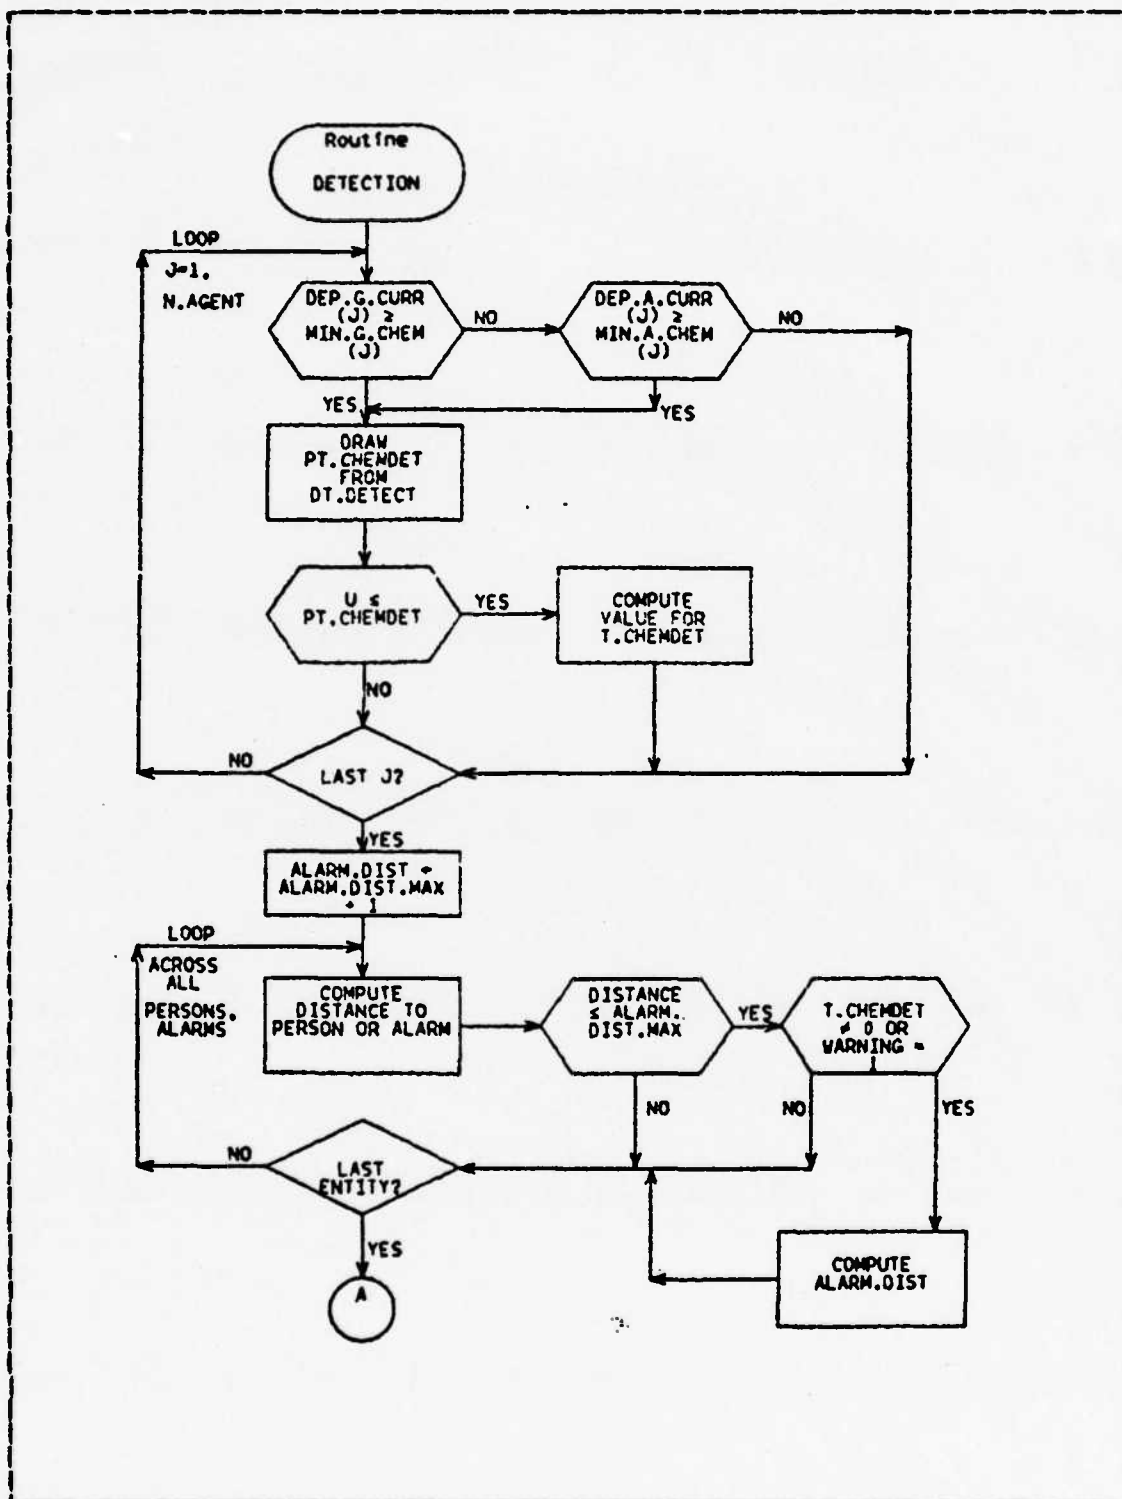 Routine
DETECTION
LOOP
J=1,
N.AGENT
DEP.G.CURR
(J) ≥
MIN.G.CHEM
(J)
NO
DEP.A.CURR
(J) ≥
MIN.A.CHEM
(J)
NO
YES
YES
DRAW
PT.CHEMDET
FROM
DT.DETECT
U ≤
PT.CHEMDET
YES
COMPUTE
VALUE FOR
T.CHEMDET
NO
NO
LAST J?
YES
ALARM.DIST =
ALARM.DIST.MAX
+ 1
LOOP
ACROSS
ALL
PERSONS,
ALARMS
COMPUTE
DISTANCE TO
PERSON OR ALARM
DISTANCE
≤ ALARM.
DIST.MAX
YES
T.CHEMDET
≠ 0 OR
WARNING =
1
NO
NO
YES
NO
LAST
ENTITY?
YES
COMPUTE
ALARM.DIST
A